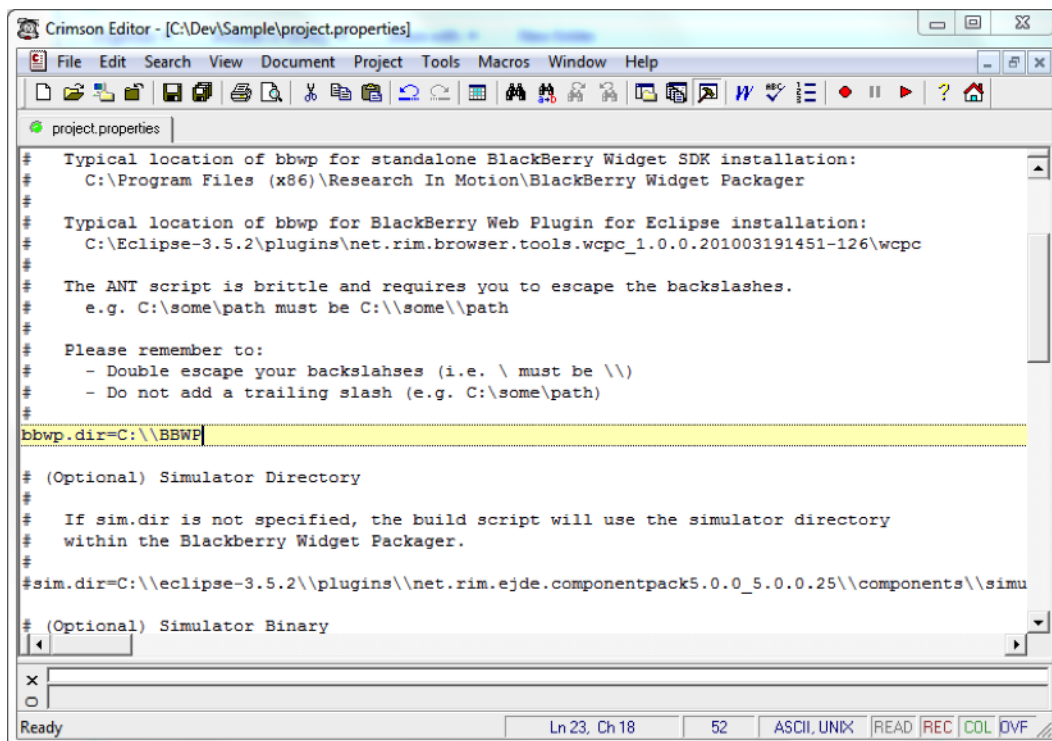 Crimson Editor - [C:\Dev\Sample\project.properties]
File Edit Search View Document Project Tools Macros Window Help
project.properties
#   Typical location of bbwp for standalone BlackBerry Widget SDK installation:
#     C:\Program Files (x86)\Research In Motion\BlackBerry Widget Packager
#
#   Typical location of bbwp for BlackBerry Web Plugin for Eclipse installation:
#     C:\Eclipse-3.5.2\plugins\net.rim.browser.tools.wcpc_1.0.0.201003191451-126\wcpc
#
#   The ANT script is brittle and requires you to escape the backslashes.
#     e.g. C:\some\path must be C:\\some\\path
#
#   Please remember to:
#     - Double escape your backslahses (i.e. \ must be \\)
#     - Do not add a trailing slash (e.g. C:\some\path)
#
bbwp.dir=C:\\BBWP
# (Optional) Simulator Directory
#
#   If sim.dir is not specified, the build script will use the simulator directory
#   within the Blackberry Widget Packager.
#
#sim.dir=C:\\eclipse-3.5.2\\plugins\\net.rim.ejde.componentpack5.0.0_5.0.0.25\\components\\simu
# (Optional) Simulator Binary
Ready Ln 23, Ch 18 52 ASCII, UNIX READ REC COL OVF